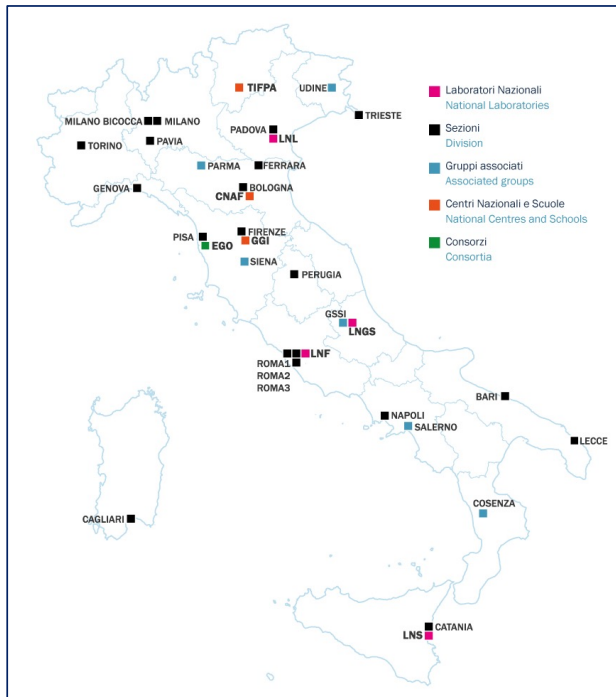 TIFPA
UDINE
Laboratori Nazionali
National Laboratories
Sezioni
Division
Gruppi associati
Associated groups
Centri Nazionali e Scuole
National Centres and Schools
Consorzi
Consortia
MILANO BICOCCA
MILANO
TRIESTE
PADOVA
LNL
TORINO
PAVIA
PARMA
FERRARA
GENOVA
BOLOGNA
CNAF
FIRENZE
GGI
PISA
EGO
SIENA
PERUGIA
GSSI
LNGS
LNF
ROMA1
ROMA2
ROMA3
BARI
NAPOLI
SALERNO
LECCE
COSENZA
CAGLIARI
CATANIA
LNS